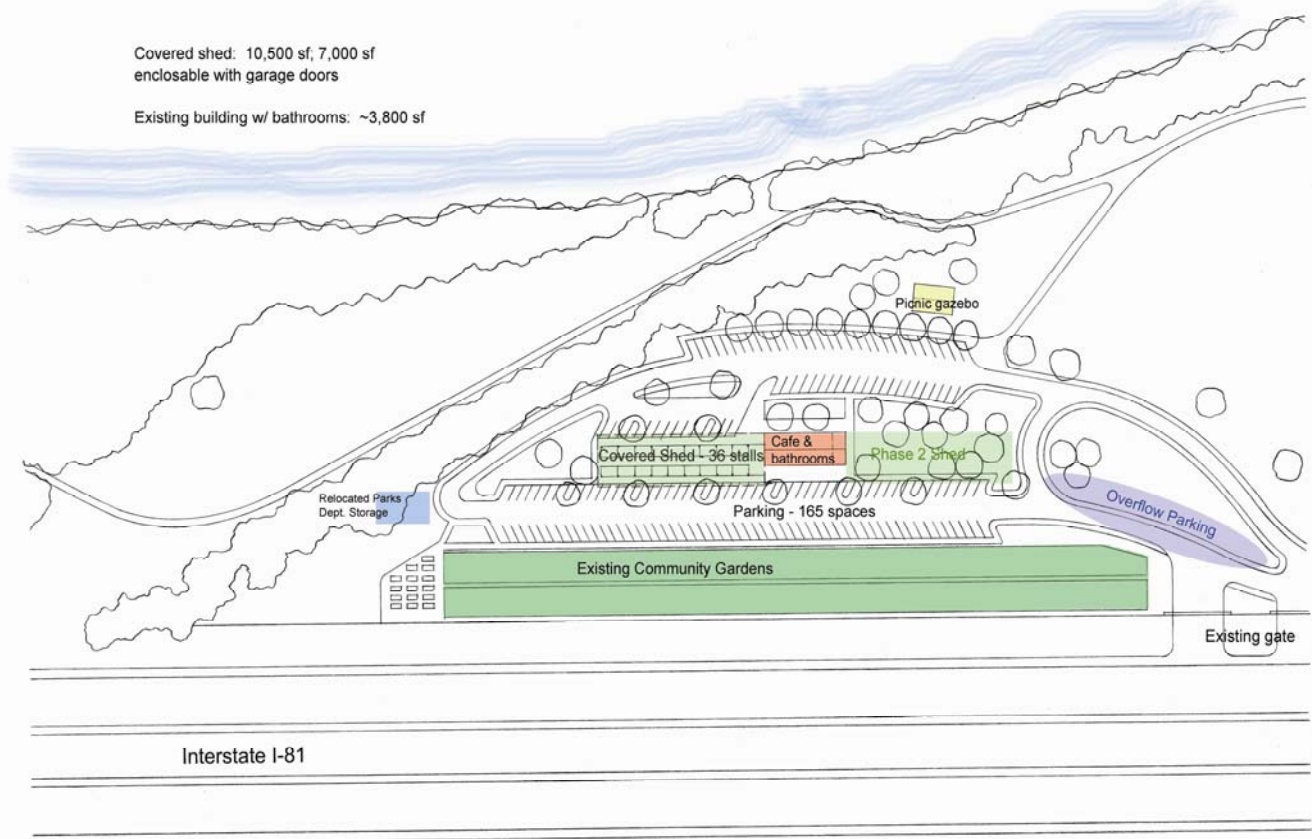 Covered shed: 10,500 sf; 7,000 sf
enclosable with garage doors
Existing building w/ bathrooms: ~3,800 sf
Picnic gazebo
Covered Shed - 36 stalls
Cafe &
bathrooms
Phase 2 Shed
Relocated Parks
Dept. Storage
Parking - 165 spaces
Overflow Parking
Existing Community Gardens
Existing gate
Interstate I-81